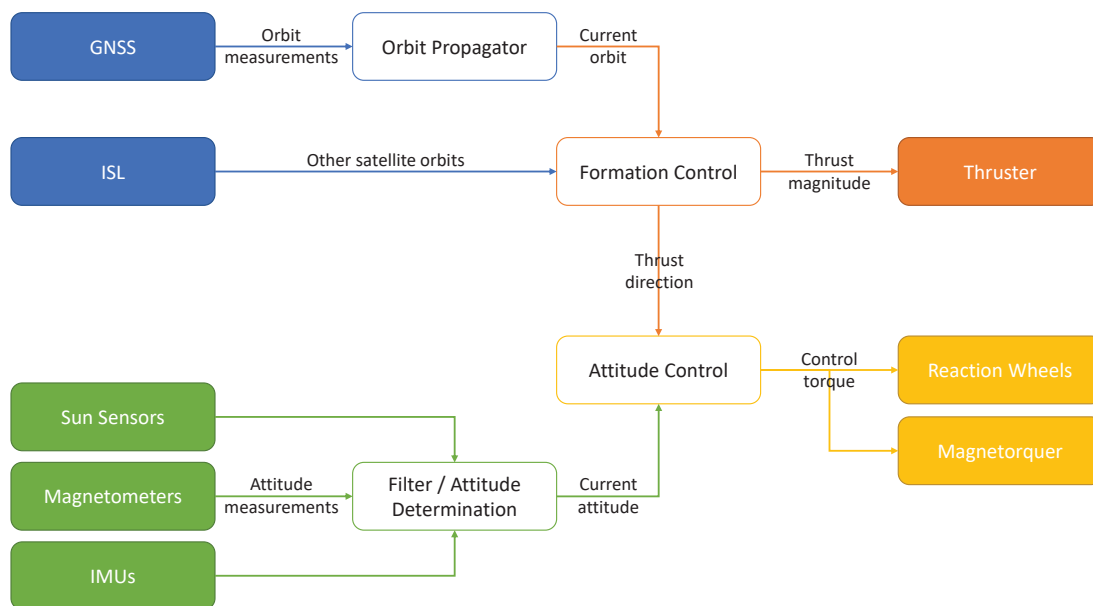 GNSS
Orbit
measurements
Orbit Propagator
Current
orbit
ISL
Other satellite orbits
Formation Control
Thrust
magnitude
Thruster
Thrust
direction
Attitude Control
Control
torque
Reaction Wheels
Magnetorquer
Sun Sensors
Magnetometers
Attitude
measurements
Filter / Attitude
Determination
Current
attitude
IMUs